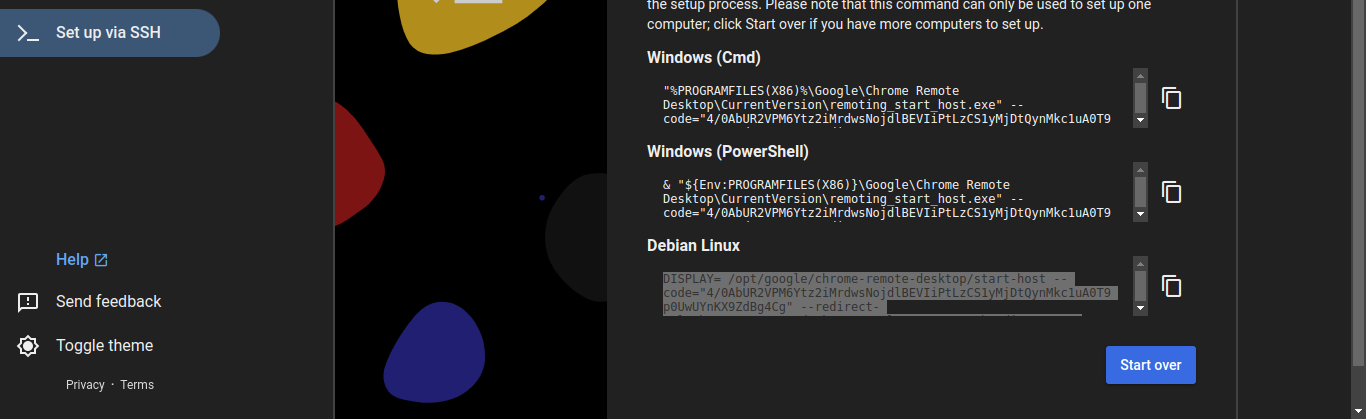 Set up via SSH
Help
Send feedback
Toggle theme
Privacy · Terms
the setup process. Please note that this command can only be used to set up one
computer; click Start over if you have more computers to set up.
Windows (Cmd)
"%PROGRAMFILES(X86)%\Google\Chrome Remote
Desktop\CurrentVersion\remoting_start_host.exe" --
code="4/0AbUR2VPM6Ytz2iMrdwsNojdlBEVIiPtLzCS1yMjDtQynMkc1uA0T9
Windows (PowerShell)
& "${Env:PROGRAMFILES(X86)}\Google\Chrome Remote
Desktop\CurrentVersion\remoting_start_host.exe" --
code="4/0AbUR2VPM6Ytz2iMrdwsNojdlBEVIiPtLzCS1yMjDtQynMkc1uA0T9
Debian Linux
DISPLAY= /opt/google/chrome-remote-desktop/start-host --
code="4/0AbUR2VPM6Ytz2iMrdwsNojdlBEVIiPtLzCS1yMjDtQynMkc1uA0T9
p0UwUYnKX9ZdBg4Cg" --redirect-
Start over